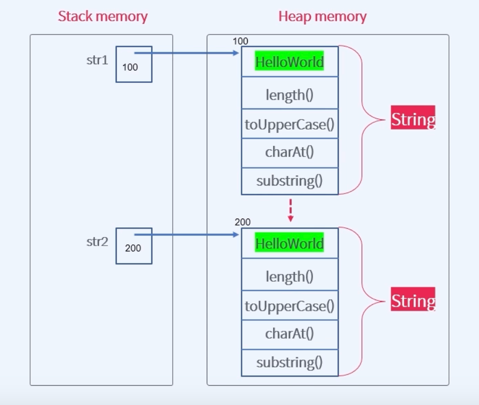 Stack memory
Heap memory
str1
100
100
HelloWorld
length()
toUpperCase()
charAt()
substring()
String
str2
200
200
HelloWorld
length()
toUpperCase()
charAt()
substring()
String